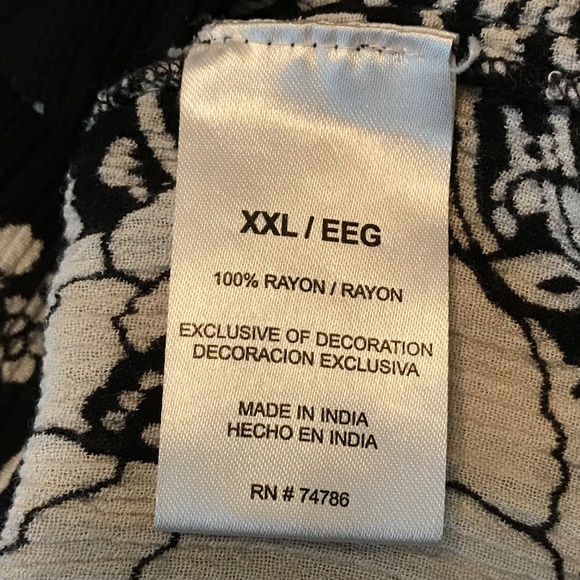 XXL / EEG
100% RAYON / RAYON
EXCLUSIVE OF DECORATION
DECORACION EXCLUSIVA
MADE IN INDIA
HECHO EN INDIA
RN # 74786